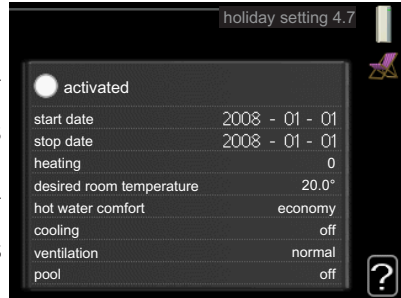 holiday setting 4.7
activated
start date 2008 - 01 - 01
stop date 2008 - 01 - 01
heating 0
desired room temperature 20.0°
hot water comfort economy
cooling off
ventilation normal
pool off
?